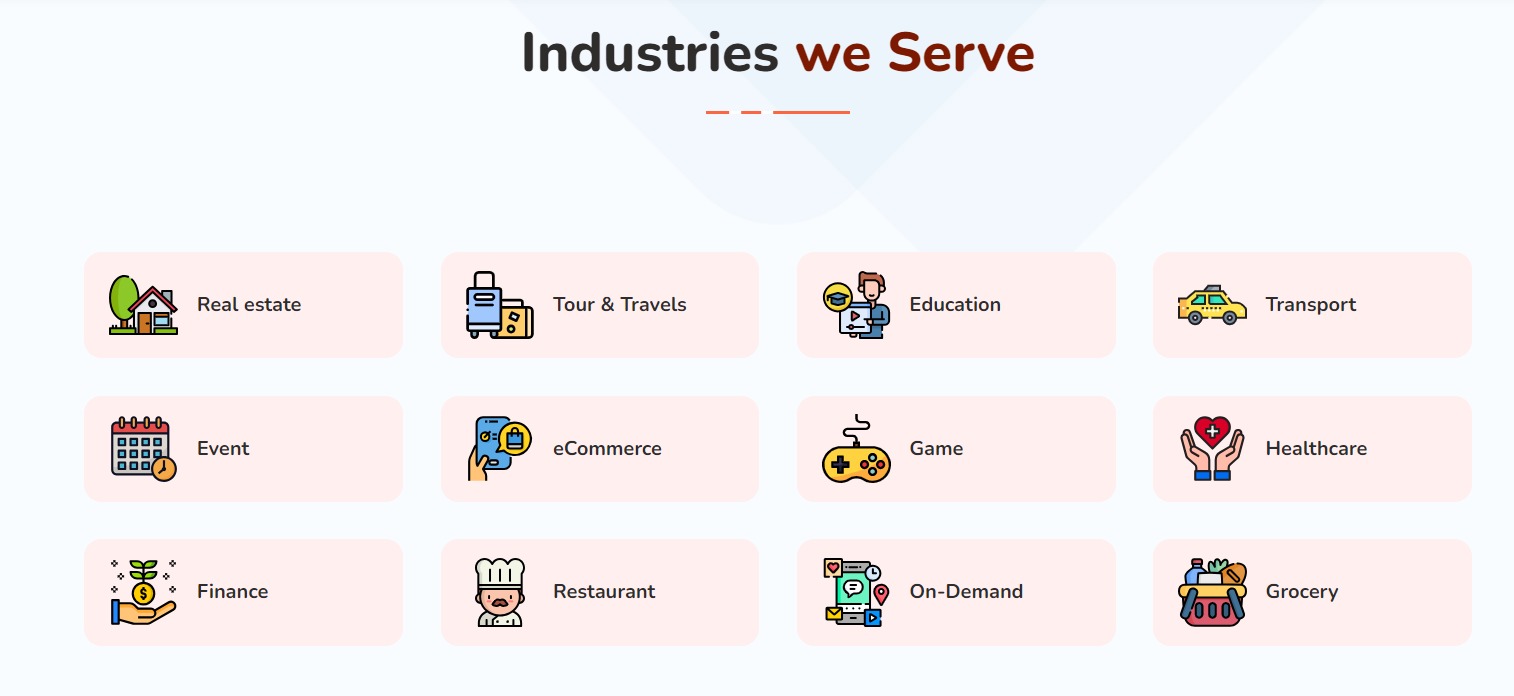 Industries we Serve
Real estate
Tour & Travels
Education
Transport
Event
eCommerce
Game
Healthcare
Finance
Restaurant
On-Demand
Grocery